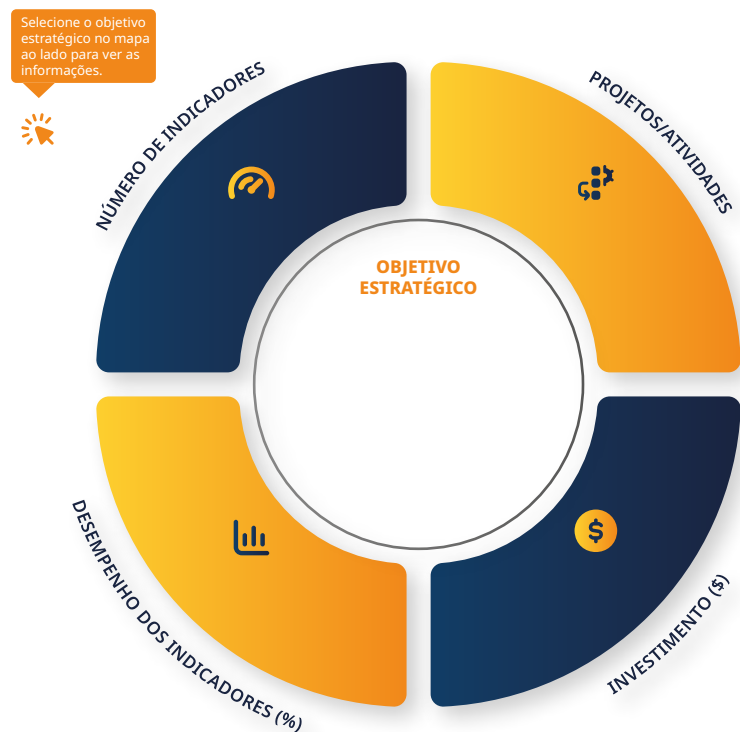 Selecione o objetivo
estratégico no mapa
ao lado para ver as
informações.
NÚMERO DE INDICADORES
PROJETOS/ATIVIDADES
OBJETIVO
ESTRATÉGICO
DESEMPENHO DOS INDICADORES (%)
INVESTIMENTO ($)
$